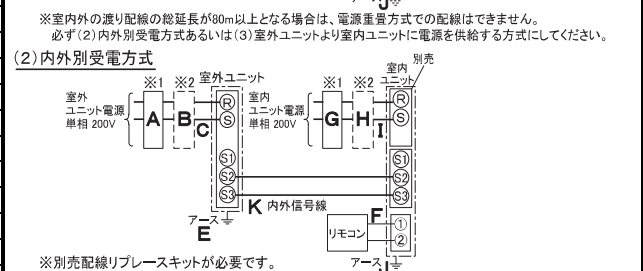 ※室内外の渡り配線の総延長が80m以上となる場合は、電源重畳方式での配線はできません。
必ず(2)内外別受電方式あるいは(3)室外ユニットより室内ユニットに電源を供給する方式にしてください。
(2)内外別受電方式
別売
※1 ※2 室外ユニット
※1 ※2 室内ユニット
室外
ユニット電源
単相 200V
A B C
R
S
S1
S2
S3
室内
ユニット電源
単相 200V
G H I
R
S
S1
S2
S3
K 内外信号線
アース
E
F
リモコン
①
②
※別売配線リプレースキットが必要です。
アース
J